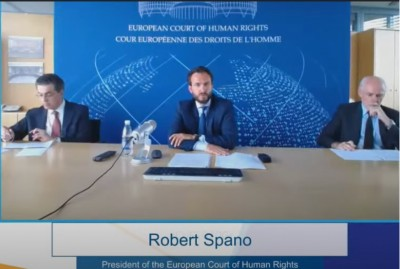 EUROPEAN COURT OF HUMAN RIGHTS
COUR EUROPÉENNE DES DROITS DE L'HOMME
Robert Spano
President of the European Court of Human Rights